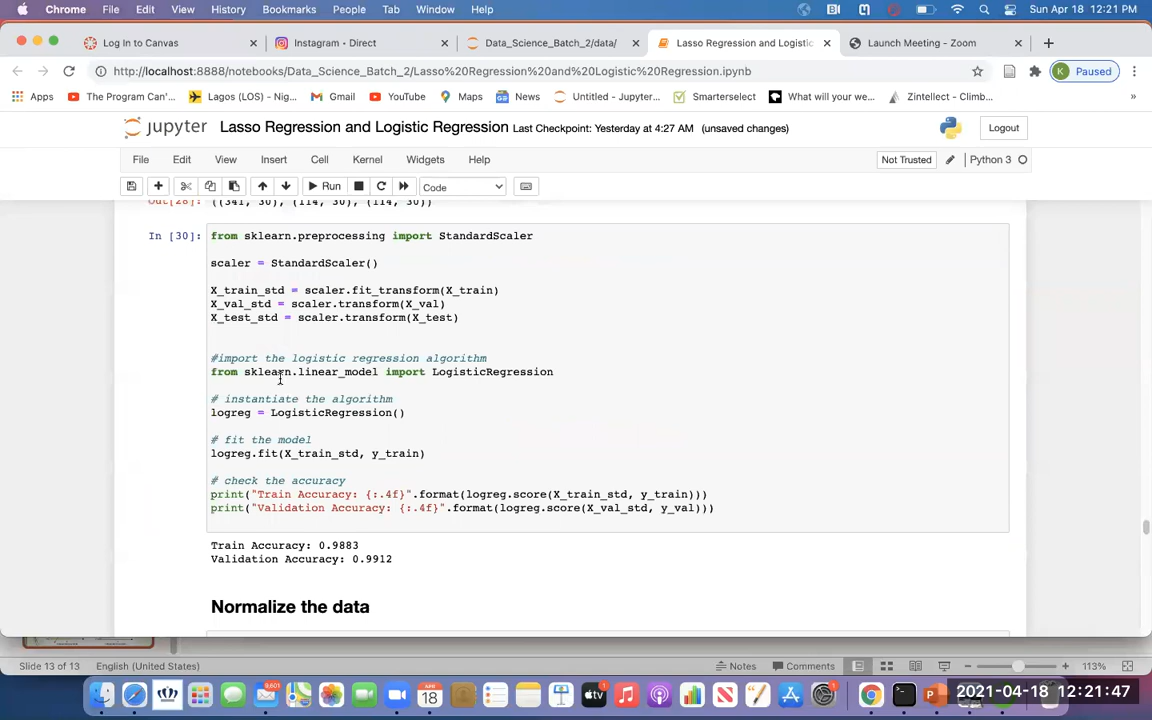 Chrome File Edit View History Bookmarks People Tab Window Help Sun Apr 18 12:21 PM
Log In to Canvas
Instagram • Direct
Data_Science_Batch_2/data/
Lasso Regression and Logistic
Launch Meeting - Zoom
http://localhost:8888/notebooks/Data_Science_Batch_2/Lasso%20Regression%20and%20Logistic%20Regression.ipynb
K Paused
Apps The Program Can'... Lagos (LOS) - Nig... Gmail YouTube Maps News Untitled - Jupyter... Smarterselect What will your we... Zintellect - Climb... »
jupyter Lasso Regression and Logistic Regression Last Checkpoint: Yesterday at 4:27 AM (unsaved changes)
Logout
File Edit View Insert Cell Kernel Widgets Help Not Trusted Python 3
Run Code
Out[28]: ((341, 30), (114, 30), (114, 30))
In [30]: from sklearn.preprocessing import StandardScaler
scaler = StandardScaler()
X_train_std = scaler.fit_transform(X_train)
X_val_std = scaler.transform(X_val)
X_test_std = scaler.transform(X_test)
#import the logistic regression algorithm
from sklearn.linear_model import LogisticRegression
# instantiate the algorithm
logreg = LogisticRegression()
# fit the model
logreg.fit(X_train_std, y_train)
# check the accuracy
print("Train Accuracy: {:.4f}".format(logreg.score(X_train_std, y_train)))
print("Validation Accuracy: {:.4f}".format(logreg.score(X_val_std, y_val)))
Train Accuracy: 0.9883
Validation Accuracy: 0.9912
Normalize the data
Slide 13 of 13 English (United States) Notes Comments 113%
2021-04-18 12:21:47